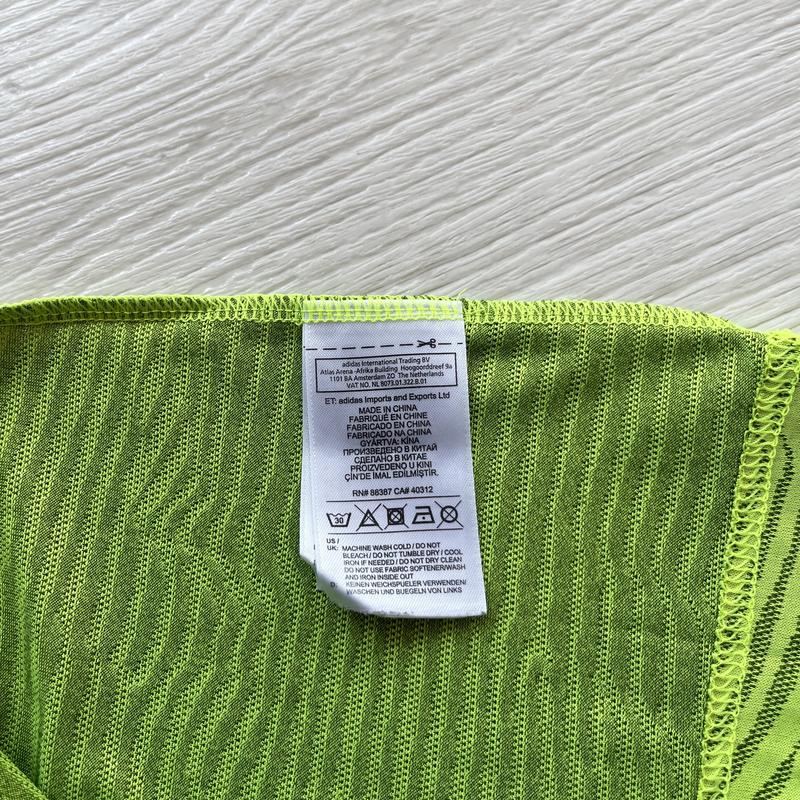 adidas International Trading BV
Atlas Arena -Afrika Building Hoogoorddreef 9a
1101 BA Amsterdam ZO The Netherlands
VAT NO. NL 8073.01.322.B.01
ET: adidas Imports and Exports Ltd
MADE IN CHINA
FABRIQUÉ EN CHINE
FABRICADO EN CHINA
FABRICADO NA CHINA
GYÁRTVA: KÍNA
ПРОИЗВЕДЕНО В КИТАЙ
СДЕЛАНО В КИТАЕ
PROIZVEDENO U KINI
ÇİN'DE İMAL EDİLMİŞTİR.
RN# 88387 CA# 40312
30
US /
UK: MACHINE WASH COLD / DO NOT
BLEACH / DO NOT TUMBLE DRY / COOL
IRON IF NEEDED / DO NOT DRY CLEAN
DO NOT USE FABRIC SOFTENER/WASH
AND IRON INSIDE OUT
D: KEINEN WEICHSPUELER VERWENDEN/
WASCHEN UND BUEGELN VON LINKS